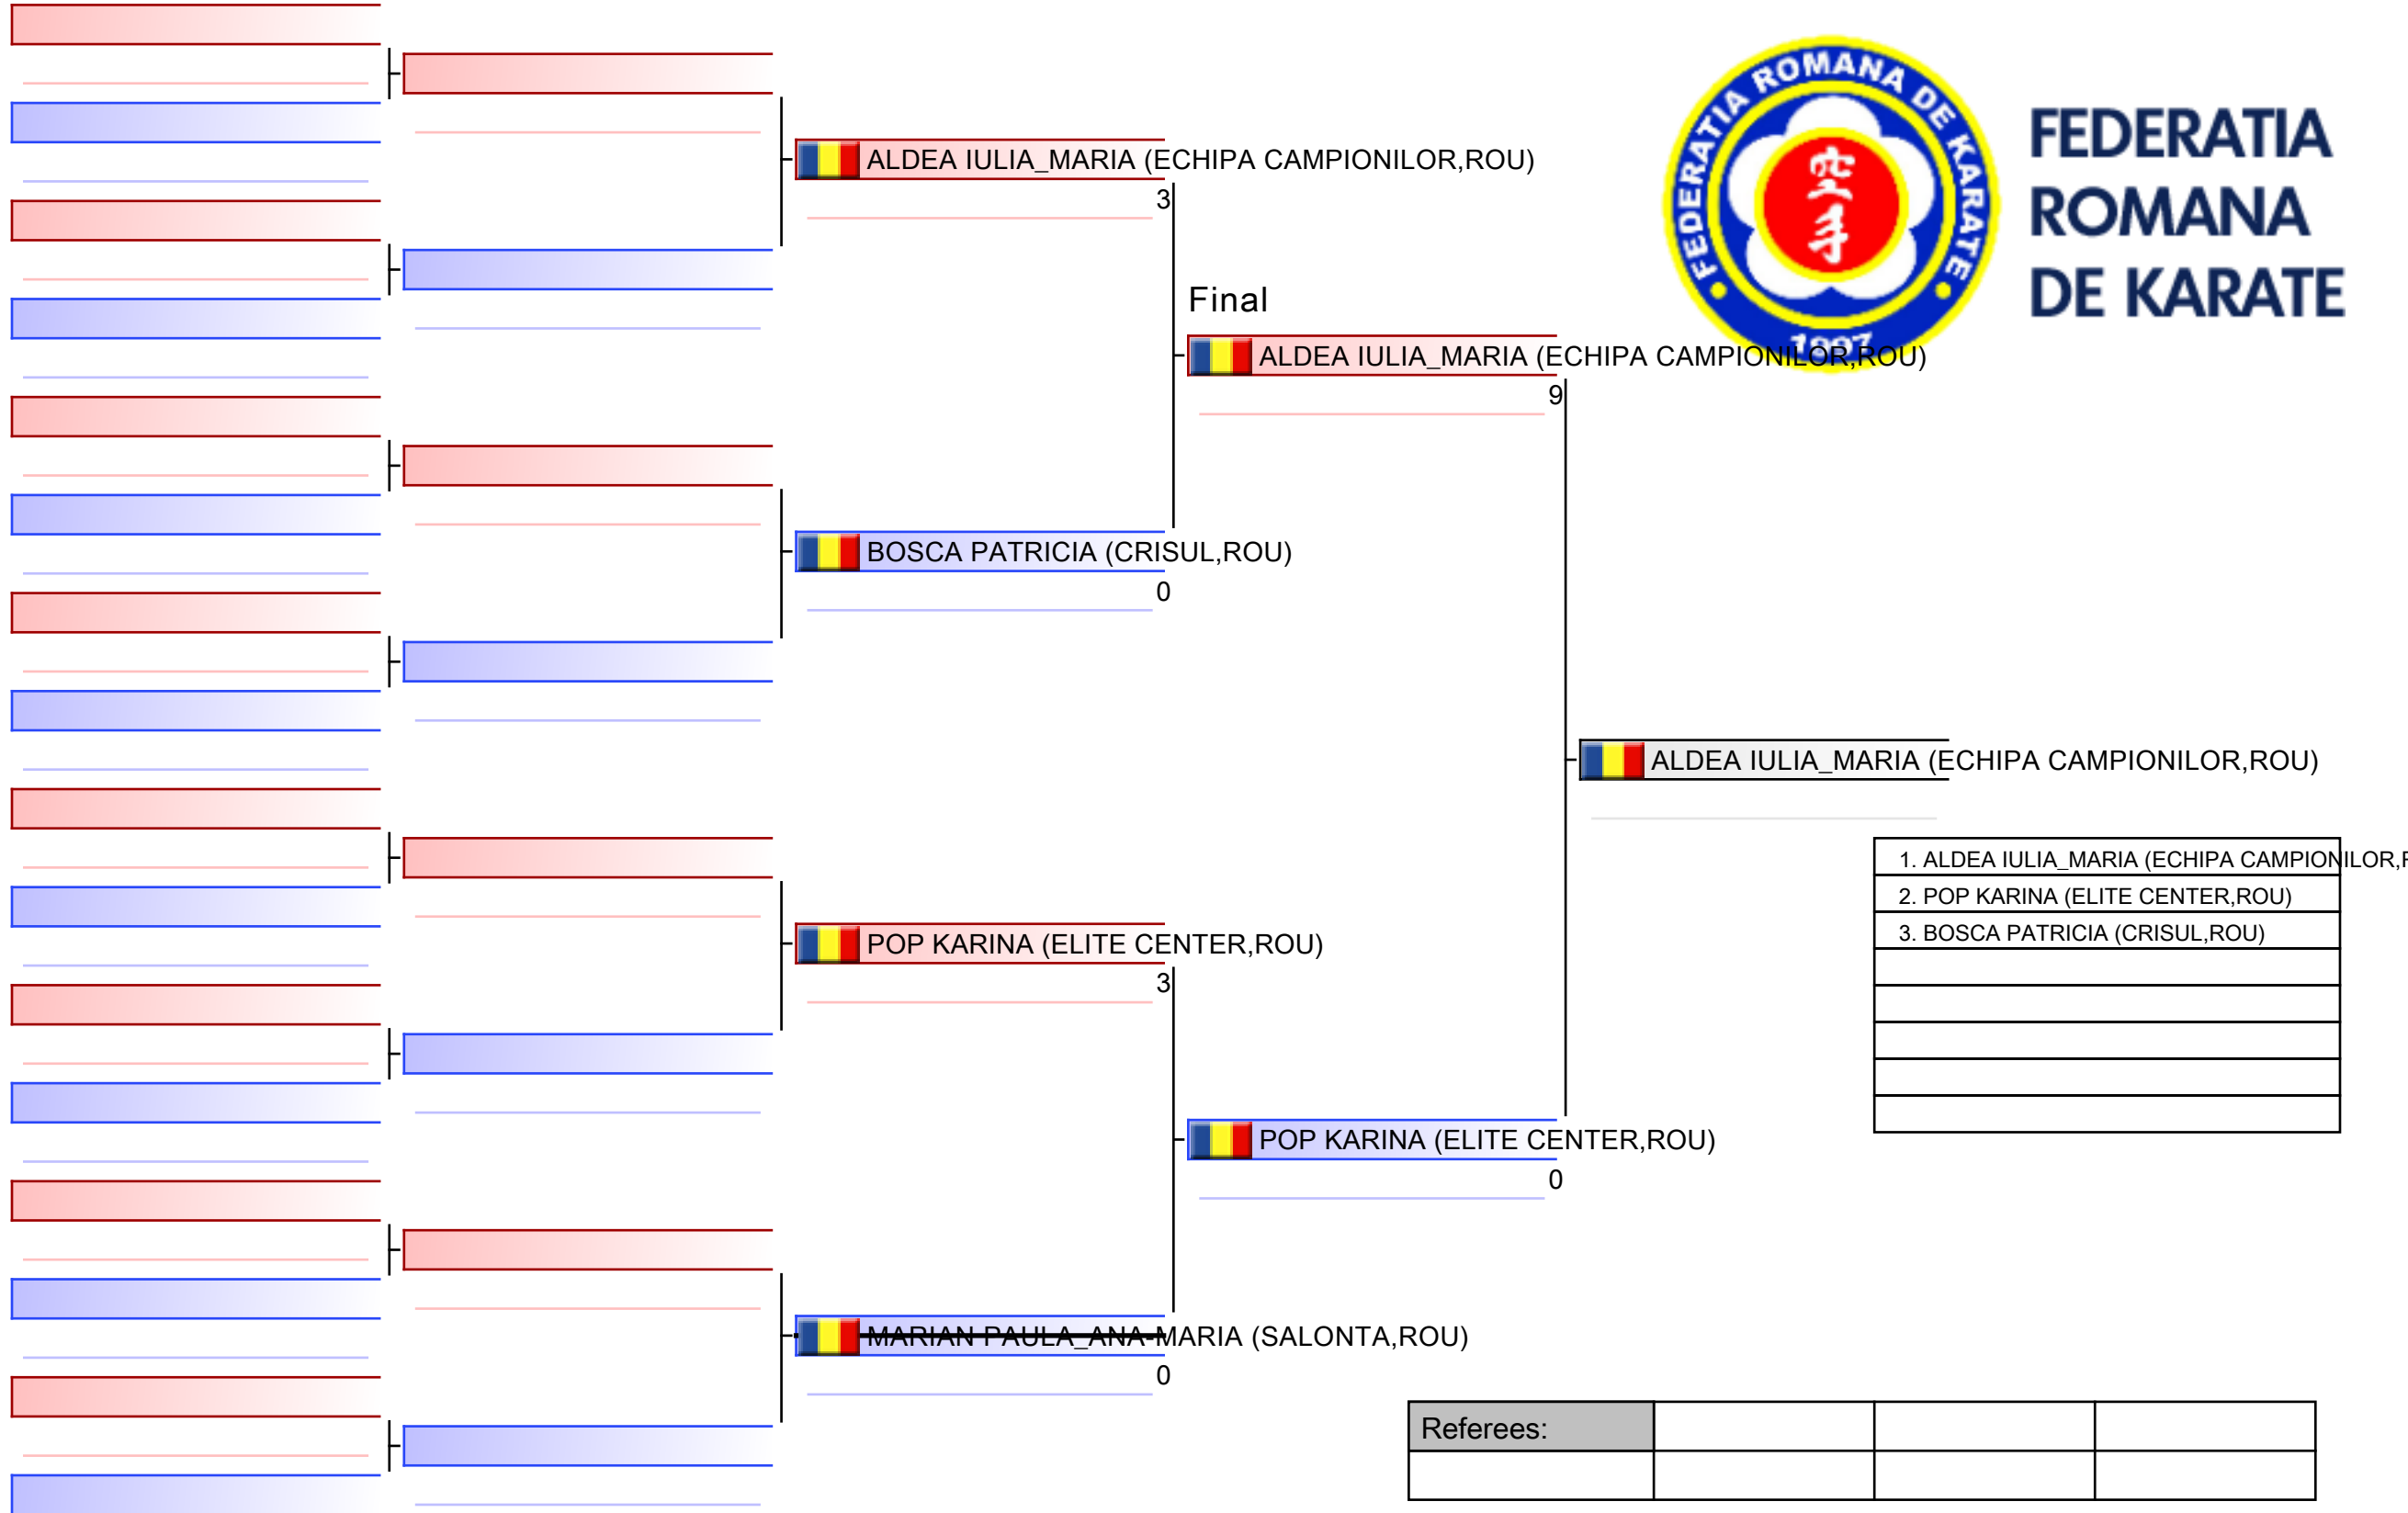 FEDERATIA ROMANA DE KARATE
空手
1997
FEDERATIA
ROMANA
DE KARATE
ALDEA IULIA_MARIA (ECHIPA CAMPIONILOR,ROU)
3
Final
ALDEA IULIA_MARIA (ECHIPA CAMPIONILOR,ROU)
9
BOSCA PATRICIA (CRISUL,ROU)
0
ALDEA IULIA_MARIA (ECHIPA CAMPIONILOR,ROU)
1. ALDEA IULIA_MARIA (ECHIPA CAMPIONILOR,R
2. POP KARINA (ELITE CENTER,ROU)
3. BOSCA PATRICIA (CRISUL,ROU)
POP KARINA (ELITE CENTER,ROU)
3
POP KARINA (ELITE CENTER,ROU)
0
MARIAN PAULA_ANA-MARIA (SALONTA,ROU)
0
Referees: